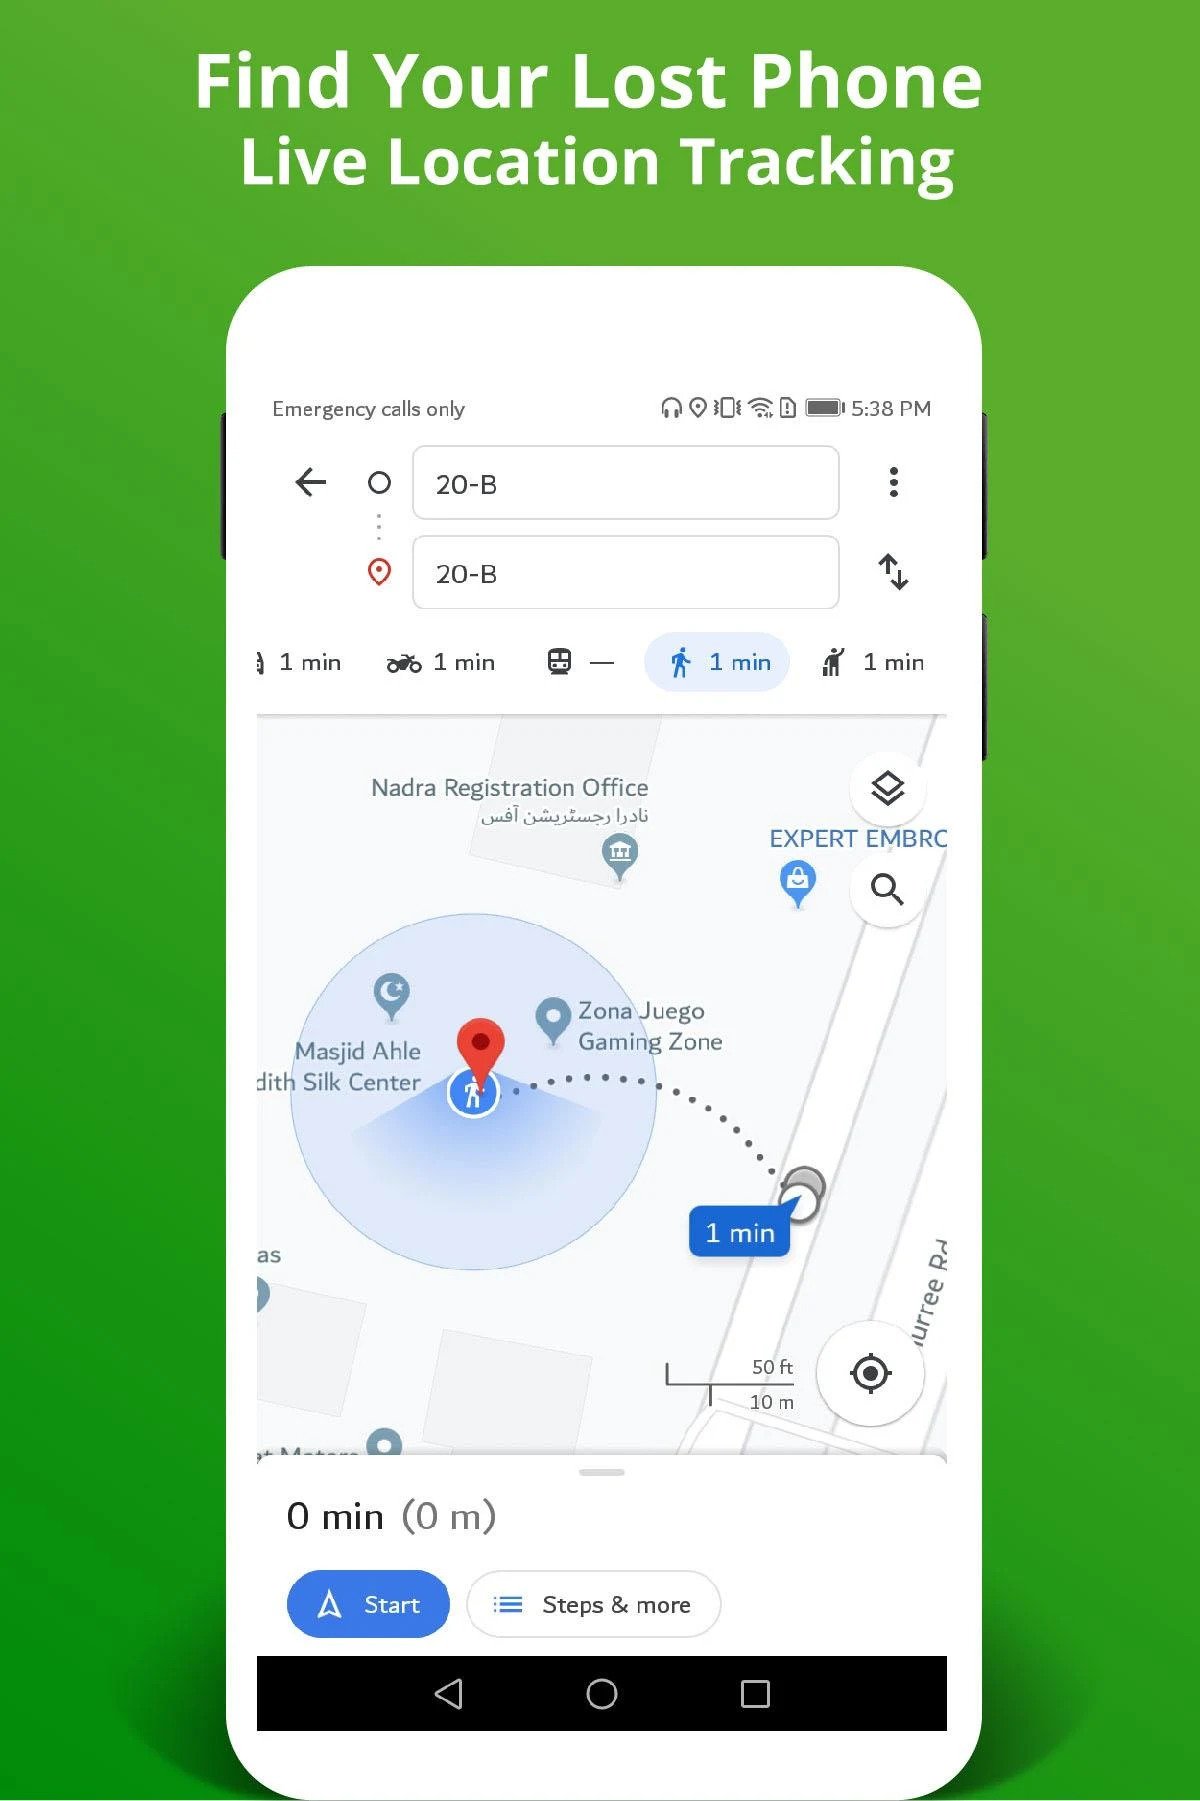 Find Your Lost Phone
Live Location Tracking
Emergency calls only
5:38 PM
20-B
20-B
1 min
1 min
—
1 min
1 min
Nadra Registration Office
نادرا رجسٹریشن آفس
EXPERT EMBRO
Zona Juego
Gaming Zone
Masjid Ahle
dith Silk Center
1 min
as
urree Rd
50 ft
10 m
0 min (0 m)
Start
Steps & more